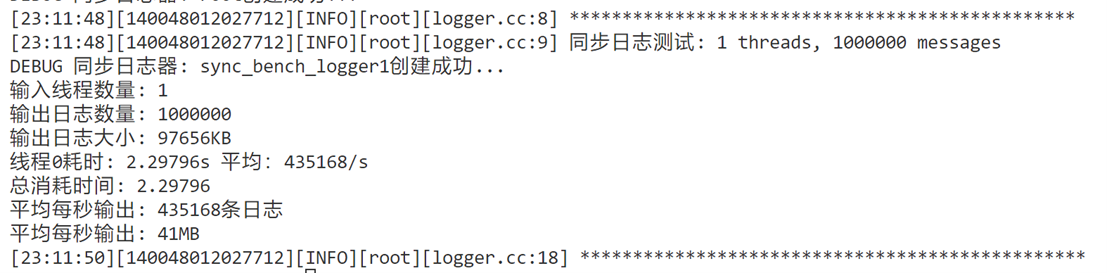 [23:11:48][140048012027712][INFO][root][logger.cc:8] ************************************************
[23:11:48][140048012027712][INFO][root][logger.cc:9] 同步日志测试: 1 threads, 1000000 messages
DEBUG 同步日志器: sync_bench_logger1创建成功...
输入线程数量: 1
输出日志数量: 1000000
输出日志大小: 97656KB
线程0耗时: 2.29796s 平均: 435168/s
总消耗时间: 2.29796
平均每秒输出: 435168条日志
平均每秒输出: 41MB
[23:11:50][140048012027712][INFO][root][logger.cc:18] ************************************************